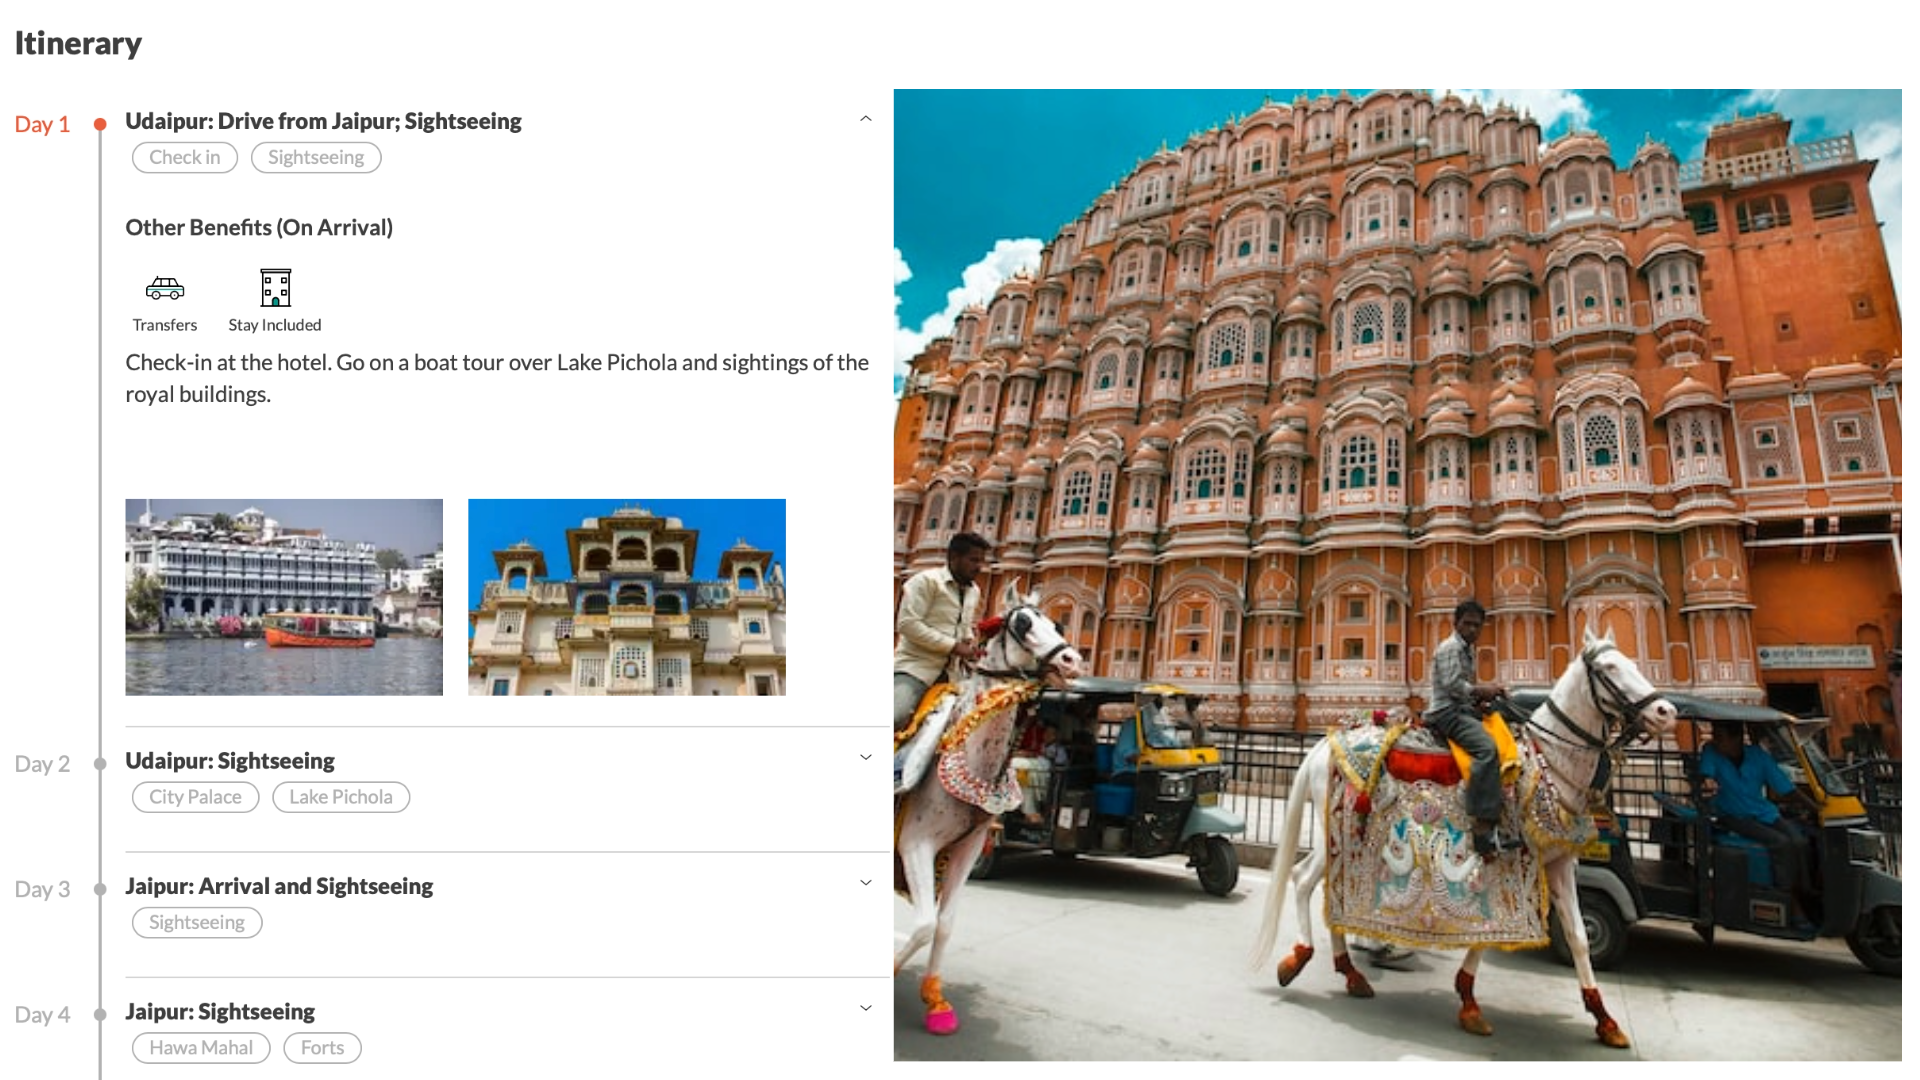 Itinerary
Day 1
Udaipur: Drive from Jaipur; Sightseeing
Check in
Sightseeing
Other Benefits (On Arrival)
Transfers
Stay Included
Check-in at the hotel. Go on a boat tour over Lake Pichola and sightings of the
royal buildings.
Day 2
Udaipur: Sightseeing
City Palace
Lake Pichola
Day 3
Jaipur: Arrival and Sightseeing
Sightseeing
Day 4
Jaipur: Sightseeing
Hawa Mahal
Forts